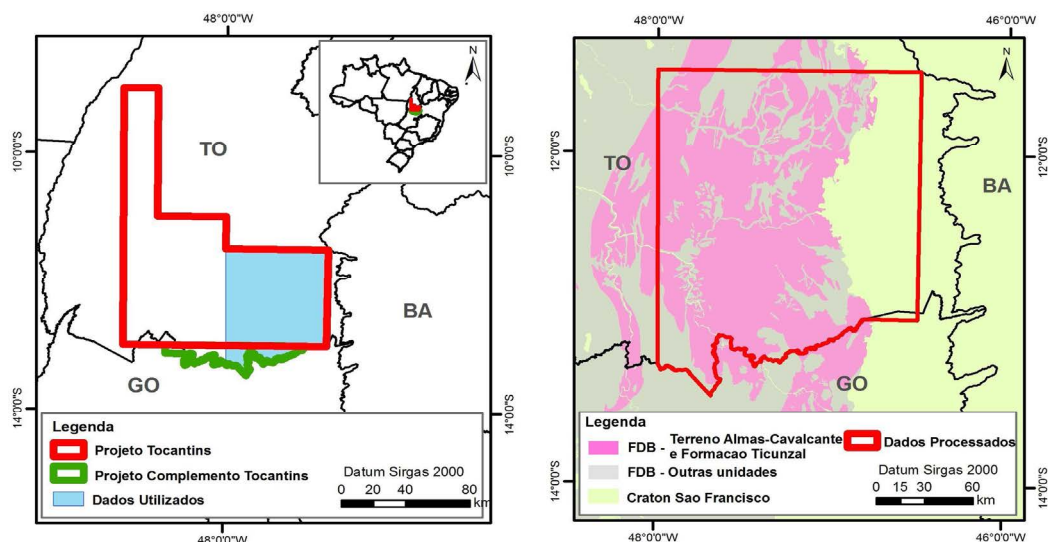 48°0'0"W
N
10°0'0"S
10°0'0"S
TO
BA
GO
14°0'0"S
14°0'0"S
Legenda
Projeto Tocantins
Projeto Complemento Tocantins
Dados Utilizados
Datum Sirgas 2000
0 20 40 80
km
48°0'0"W
48°0'0"W
46°0'0"W
N
12°0'0"S
12°0'0"S
TO
BA
GO
14°0'0"S
14°0'0"S
Legenda
FDB - Terreno Almas-Cavalcante
e Formacao Ticunzal
FDB - Outras unidades
Craton Sao Francisco
Dados Processados
Datum Sirgas 2000
0 15 30 60
km
48°0'0"W
46°0'0"W